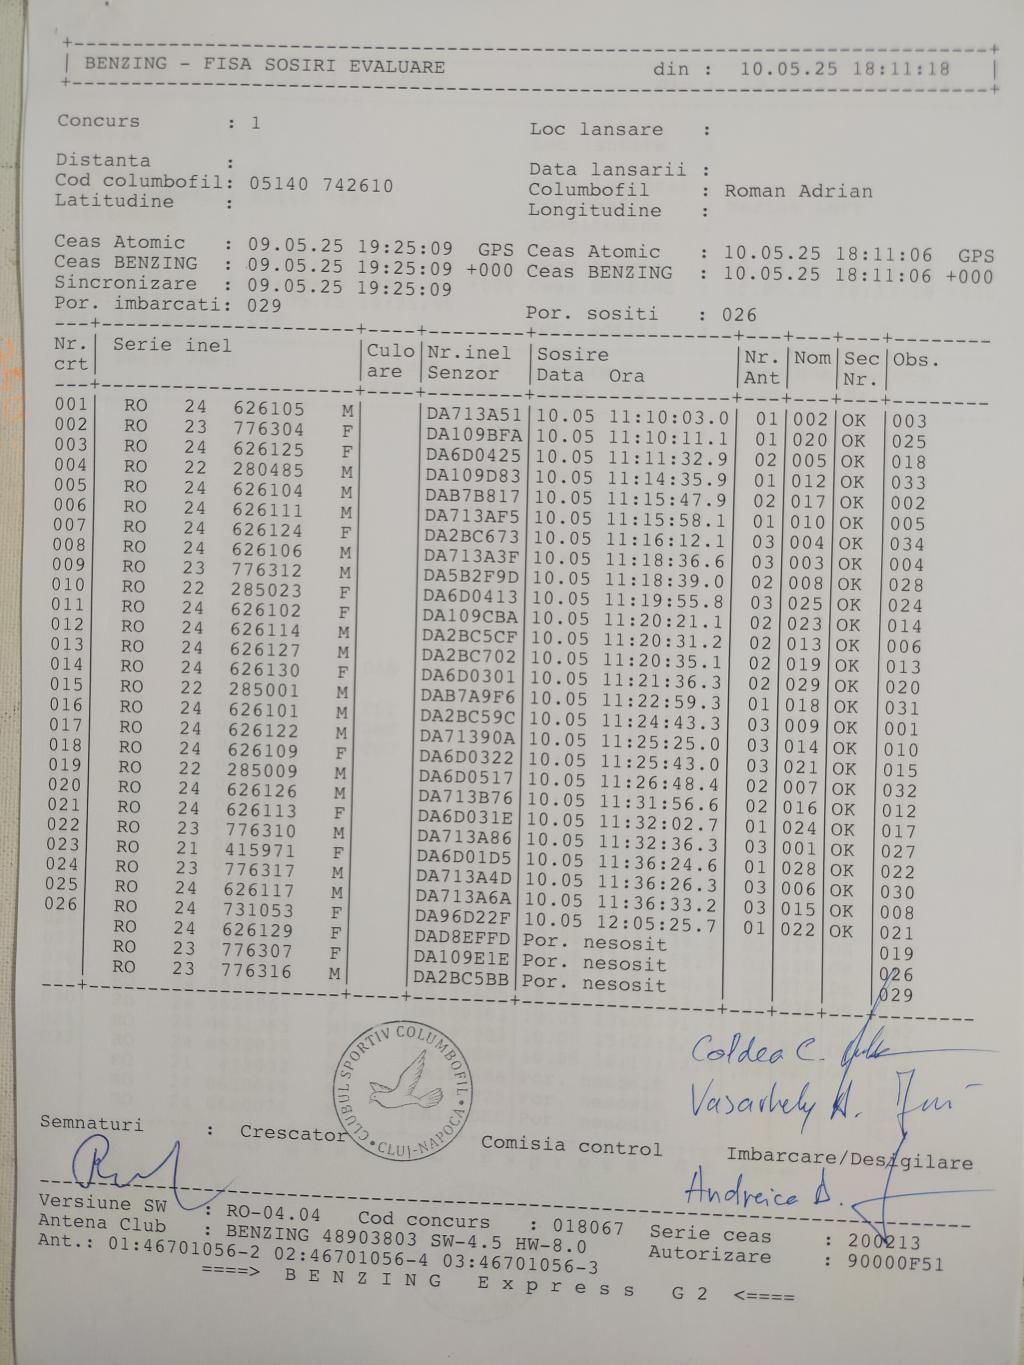 BENZING - FISA SOSIRI EVALUARE din : 10.05.25 18:11:18
Concurs : 1 Loc lansare :
Distanta : Data lansarii :
Cod columbofil: 05140 742610 Columbofil : Roman Adrian
Latitudine : Longitudine :
Ceas Atomic : 09.05.25 19:25:09 GPS Ceas Atomic : 10.05.25 18:11:06 GPS
Ceas BENZING : 09.05.25 19:25:09 +000 Ceas BENZING : 10.05.25 18:11:06 +000
Sincronizare : 09.05.25 19:25:09
Por. imbarcati: 029 Por. sositi : 026
Nr. Serie inel Culo Nr.inel Sosire Nr. Nom Sec Obs.
crt are Senzor Data Ora Ant Nr.
001 RO 24 626105 M DA713A51 10.05 11:10:03.0 01 002 OK 003
002 RO 23 776304 F DA109BFA 10.05 11:10:11.1 01 020 OK 025
003 RO 24 626125 F DA6D0425 10.05 11:11:32.9 02 005 OK 018
004 RO 22 280485 M DA109D83 10.05 11:14:35.9 01 012 OK 033
005 RO 24 626104 M DAB7B817 10.05 11:15:47.9 02 017 OK 002
006 RO 24 626111 M DA713AF5 10.05 11:15:58.1 01 010 OK 005
007 RO 24 626124 F DA2BC673 10.05 11:16:12.1 03 004 OK 034
008 RO 24 626106 M DA713A3F 10.05 11:18:36.6 03 003 OK 004
009 RO 23 776312 M DA5B2F9D 10.05 11:18:39.0 02 008 OK 028
010 RO 22 285023 F DA6D0413 10.05 11:19:55.8 03 025 OK 024
011 RO 24 626102 F DA109CBA 10.05 11:20:21.1 02 023 OK 014
012 RO 24 626114 M DA2BC5CF 10.05 11:20:31.2 02 013 OK 006
013 RO 24 626127 M DA2BC702 10.05 11:20:35.1 02 019 OK 013
014 RO 24 626130 F DA6D0301 10.05 11:21:36.3 02 029 OK 020
015 RO 22 285001 M DAB7A9F6 10.05 11:22:59.3 01 018 OK 031
016 RO 24 626101 M DA2BC59C 10.05 11:24:43.3 03 009 OK 001
017 RO 24 626122 M DA71390A 10.05 11:25:25.0 03 014 OK 010
018 RO 24 626109 F DA6D0322 10.05 11:25:43.0 03 021 OK 015
019 RO 22 285009 M DA6D0517 10.05 11:26:48.4 02 007 OK 032
020 RO 24 626126 M DA713B76 10.05 11:31:56.6 02 016 OK 012
021 RO 24 626113 F DA6D031E 10.05 11:32:02.7 01 024 OK 017
022 RO 23 776310 M DA713A86 10.05 11:32:36.3 03 001 OK 027
023 RO 21 415971 F DA6D01D5 10.05 11:36:24.6 01 028 OK 022
024 RO 23 776317 M DA713A4D 10.05 11:36:26.3 03 006 OK 030
025 RO 24 626117 M DA713A6A 10.05 11:36:33.2 03 015 OK 008
026 RO 24 731053 F DA96D22F 10.05 12:05:25.7 01 022 OK 021
RO 24 626129 F DAD8EFFD Por. nesosit 019
RO 23 776307 F DA109E1E Por. nesosit 026
RO 23 776316 M DA2BC5BB Por. nesosit 029
CLUBUL SPORTIV COLUMBOFIL
• CLUJ-NAPOCA •
Coldea C.
Vasarhely A.
Semnaturi : Crescator Comisia control Imbarcare/Desigilare
Andreica D.
Versiune SW : RO-04.04 Cod concurs : 018067 Serie ceas : 200213
Antena Club : BENZING 48903803 SW-4.5 HW-8.0 Autorizare : 90000F51
Ant.: 01:46701056-2 02:46701056-4 03:46701056-3
====> B E N Z I N G E x p r e s s G 2 <====